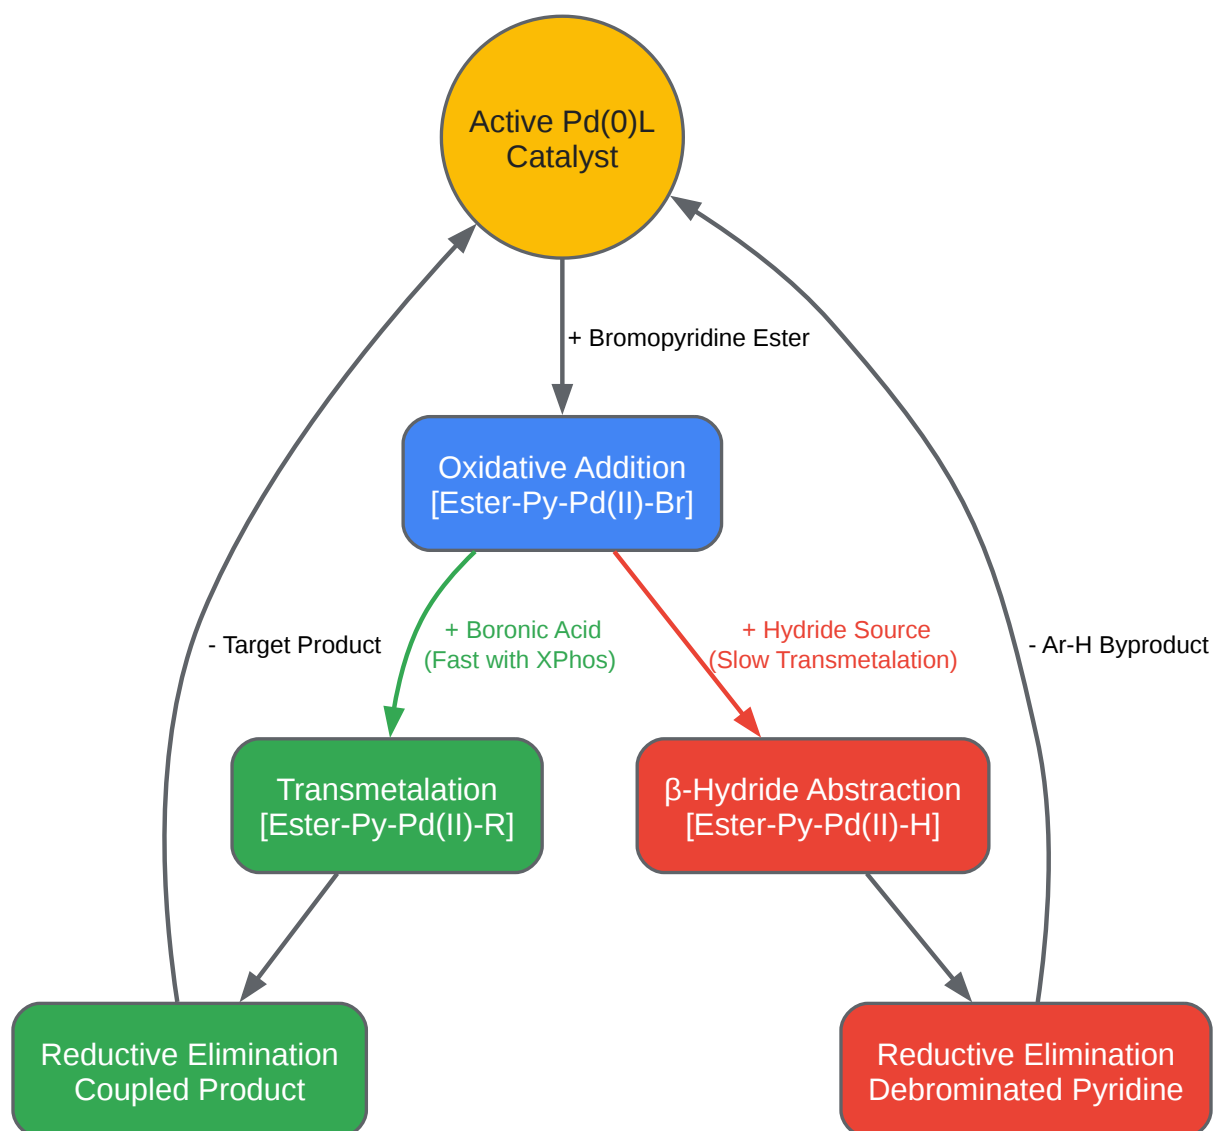 Active Pd(0)L
Catalyst
+ Bromopyridine Ester
Oxidative Addition
[Ester-Py-Pd(II)-Br]
- Target Product
+ Boronic Acid
(Fast with XPhos)
+ Hydride Source
(Slow Transmetalation)
- Ar-H Byproduct
Transmetalation
[Ester-Py-Pd(II)-R]
β-Hydride Abstraction
[Ester-Py-Pd(II)-H]
Reductive Elimination
Coupled Product
Reductive Elimination
Debrominated Pyridine